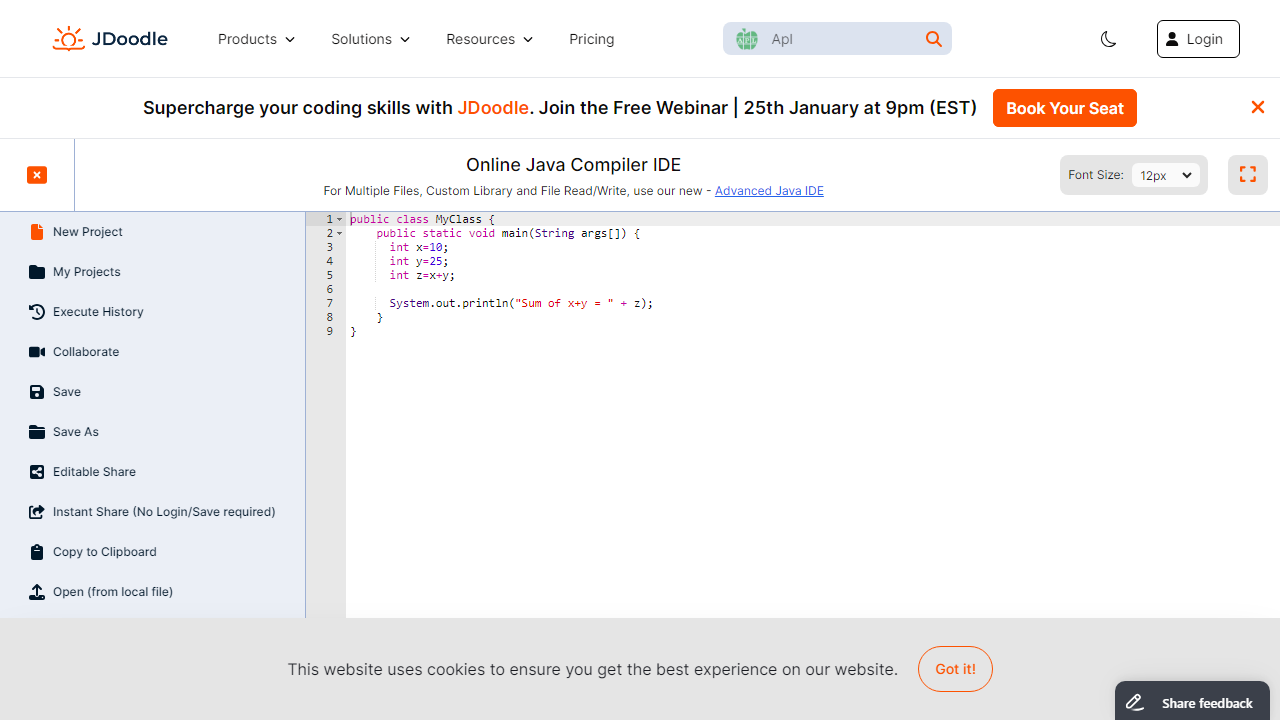 JDoodle
Products
Solutions
Resources
Pricing
Apl
Login
Supercharge your coding skills with JDoodle. Join the Free Webinar | 25th January at 9pm (EST)
Book Your Seat
Online Java Compiler IDE
For Multiple Files, Custom Library and File Read/Write, use our new - Advanced Java IDE
Font Size: 12px
New Project
My Projects
Execute History
Collaborate
Save
Save As
Editable Share
Instant Share (No Login/Save required)
Copy to Clipboard
Open (from local file)
1 public class MyClass {
2 public static void main(String args[]) {
3 int x=10;
4 int y=25;
5 int z=x+y;
6
7 System.out.println("Sum of x+y = " + z);
8 }
9 }
This website uses cookies to ensure you get the best experience on our website.
Got it!
Share feedback